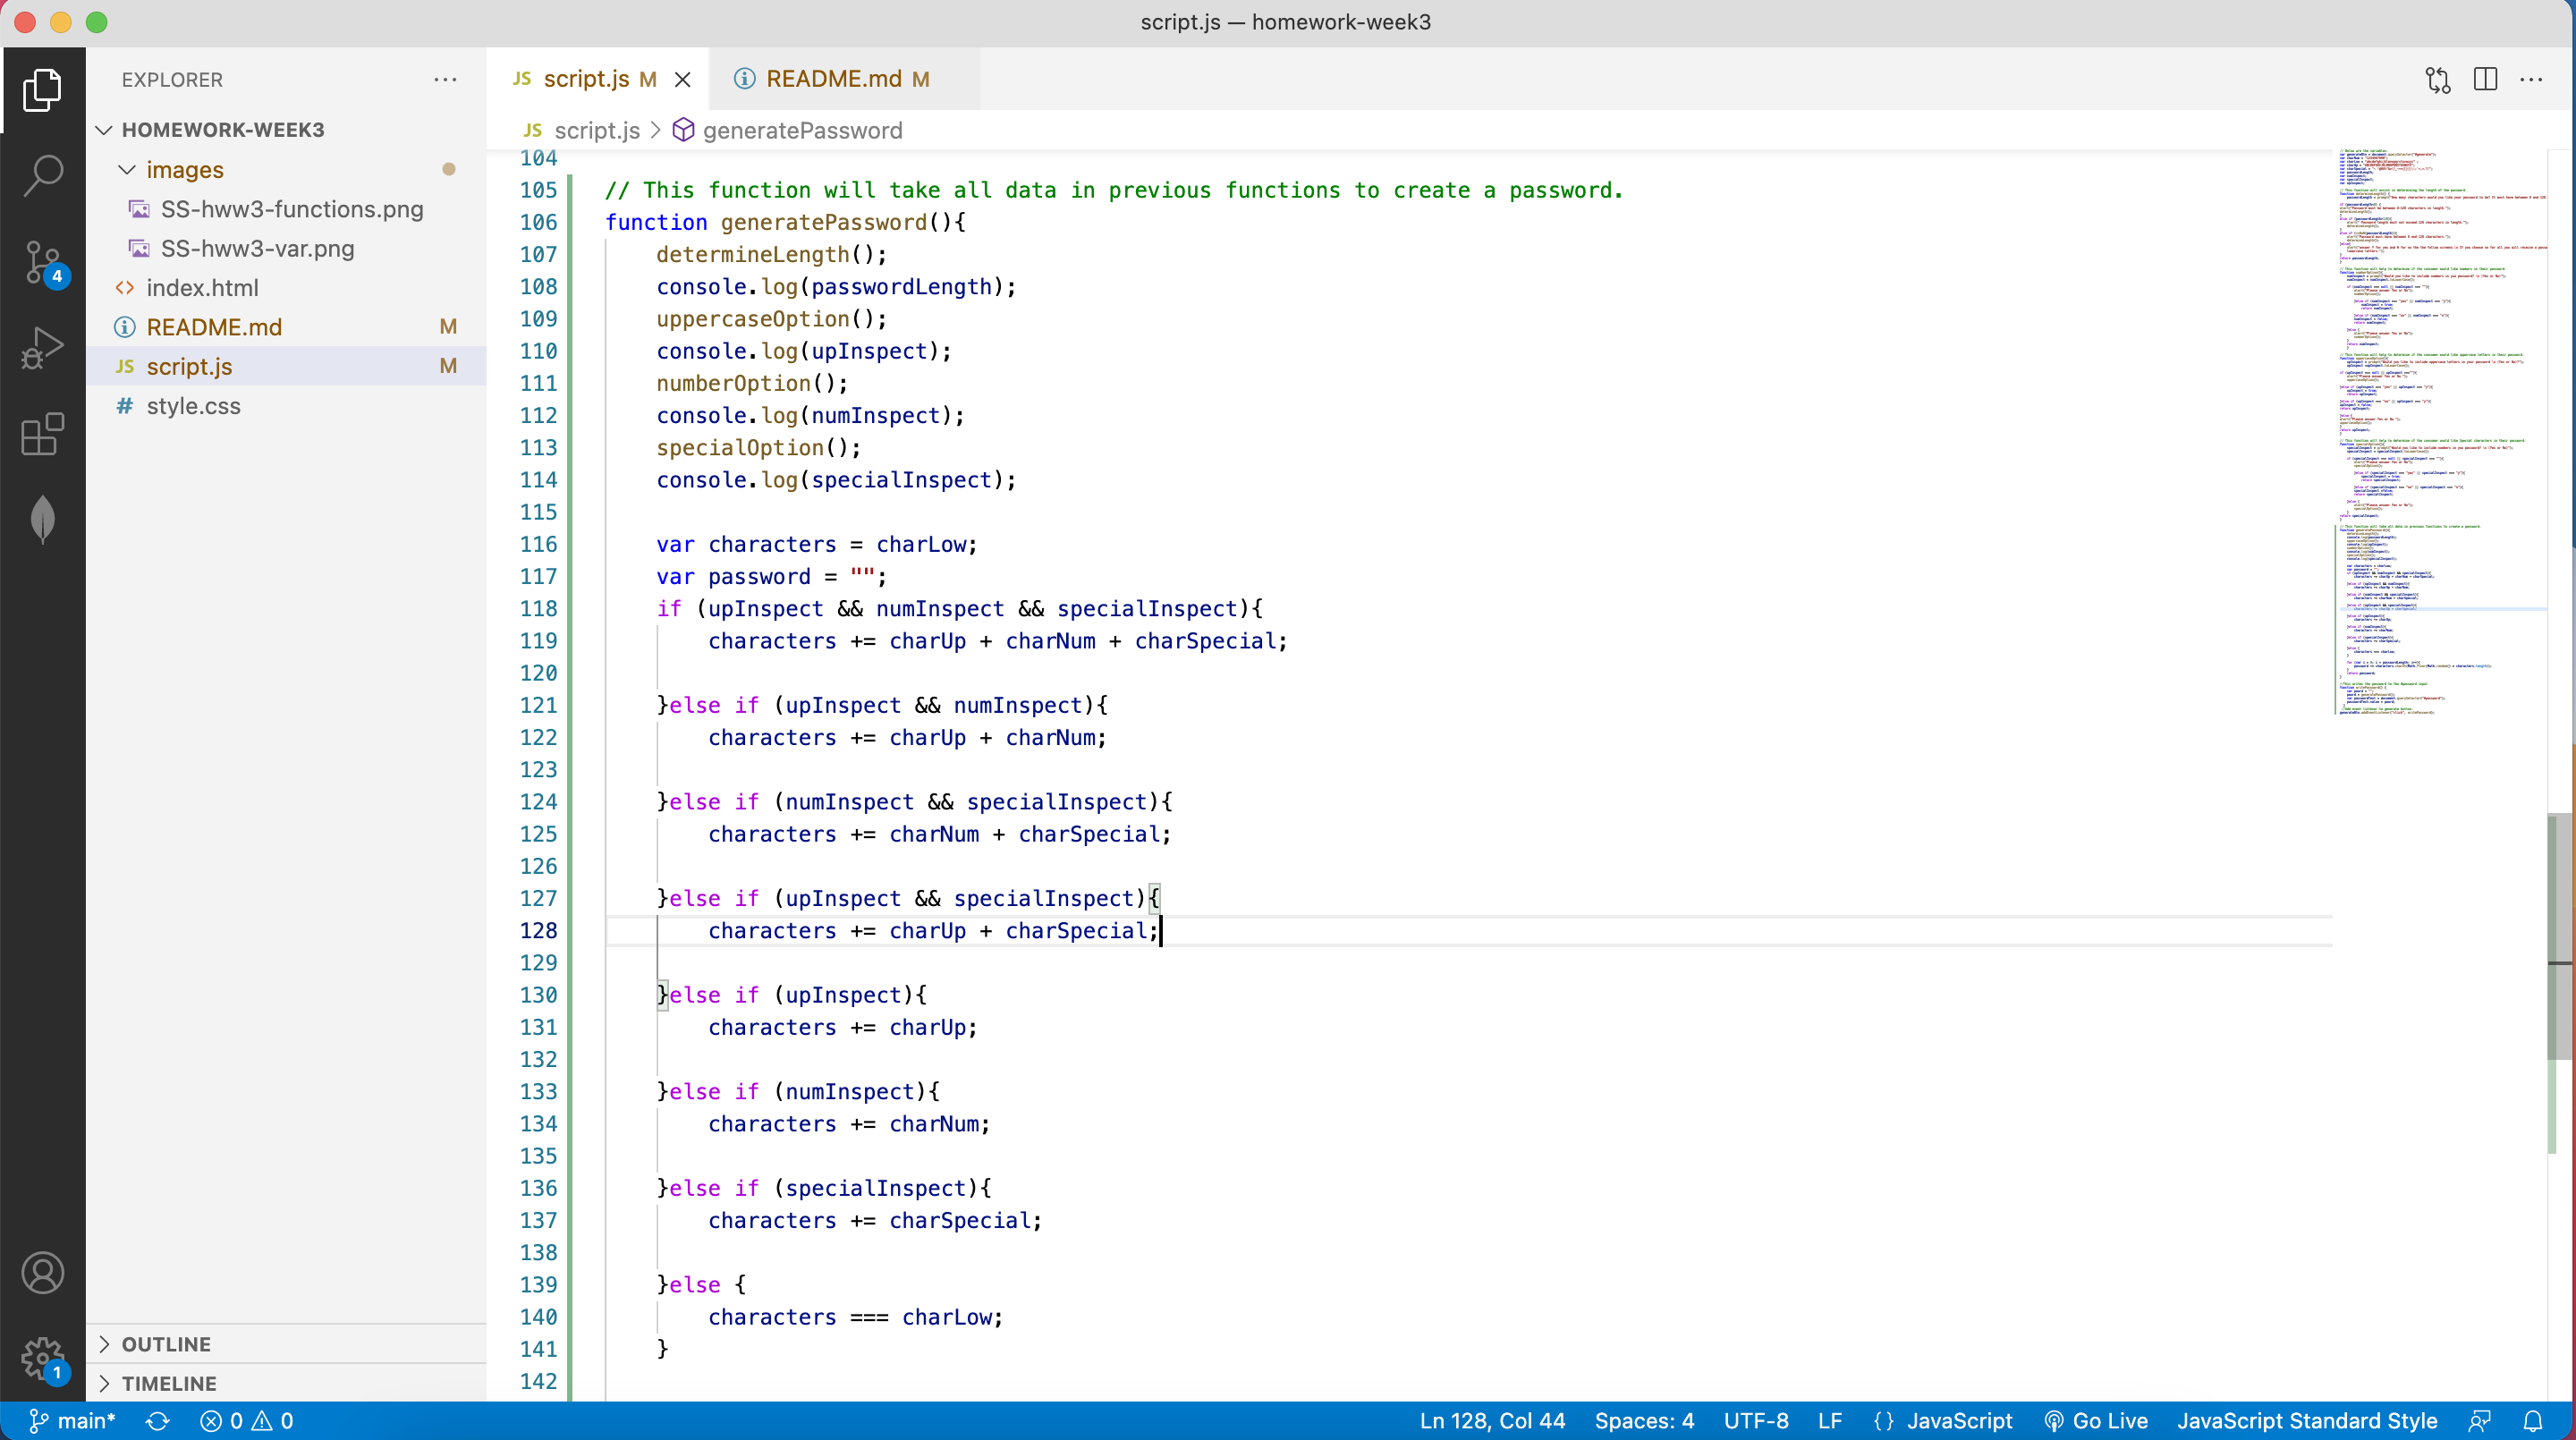 script.js — homework-week3
EXPLORER
JS script.js M
README.md M
HOMEWORK-WEEK3
JS script.js > generatePassword
images
SS-hww3-functions.png
SS-hww3-var.png
index.html
README.md M
JS script.js M
# style.css
104
105 // This function will take all data in previous functions to create a password.
106 function generatePassword(){
107 determineLength();
108 console.log(passwordLength);
109 uppercaseOption();
110 console.log(upInspect);
111 numberOption();
112 console.log(numInspect);
113 specialOption();
114 console.log(specialInspect);
115
116 var characters = charLow;
117 var password = "";
118 if (upInspect && numInspect && specialInspect){
119 characters += charUp + charNum + charSpecial;
120
121 }else if (upInspect && numInspect){
122 characters += charUp + charNum;
123
124 }else if (numInspect && specialInspect){
125 characters += charNum + charSpecial;
126
127 }else if (upInspect && specialInspect){
128 characters += charUp + charSpecial;
129
130 }else if (upInspect){
131 characters += charUp;
132
133 }else if (numInspect){
134 characters += charNum;
135
136 }else if (specialInspect){
137 characters += charSpecial;
138
139 }else {
140 characters === charLow;
141 }
142
4
1
OUTLINE
TIMELINE
main* 0 0 Ln 128, Col 44 Spaces: 4 UTF-8 LF {} JavaScript Go Live JavaScript Standard Style